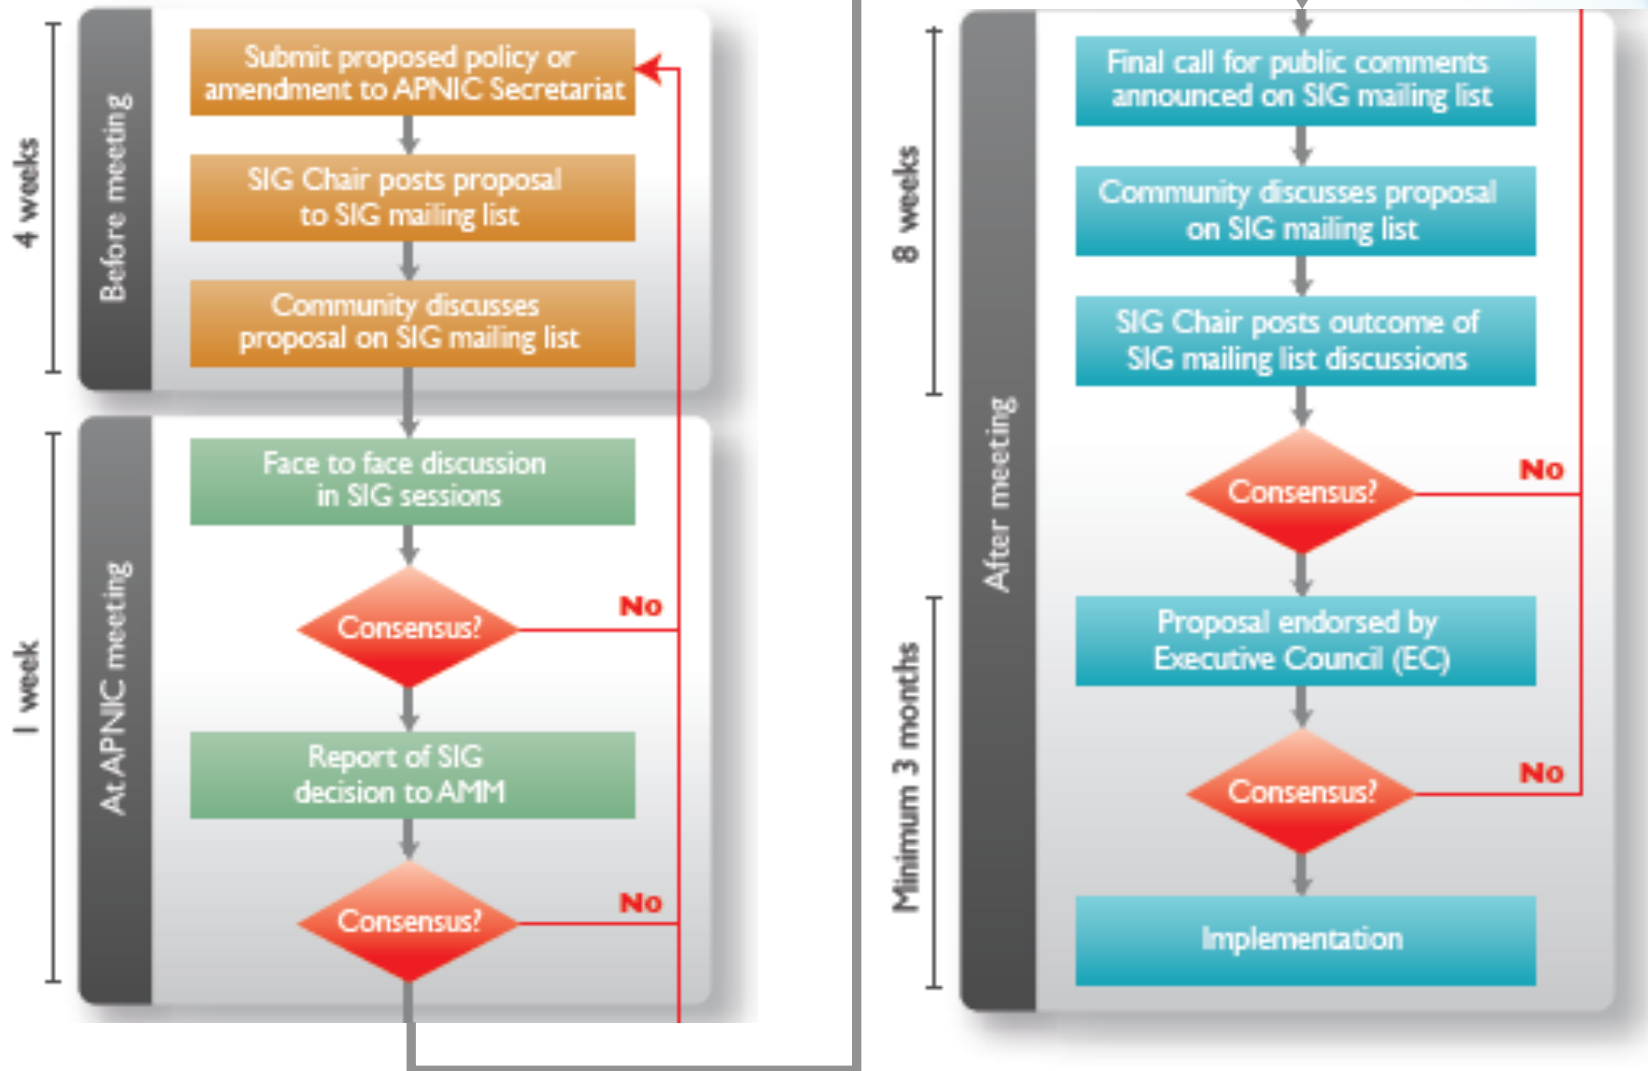 4 weeks
Before meeting
Submit proposed policy or
amendment to APNIC Secretariat
SIG Chair posts proposal
to SIG mailing list
Community discusses
proposal on SIG mailing list
1 week
At APNIC meeting
Face to face discussion
in SIG sessions
Consensus?
No
Report of SIG
decision to AMM
Consensus?
No
8 weeks
After meeting
Final call for public comments
announced on SIG mailing list
Community discusses proposal
on SIG mailing list
SIG Chair posts outcome of
SIG mailing list discussions
Consensus?
No
Minimum 3 months
Proposal endorsed by
Executive Council (EC)
Consensus?
No
Implementation